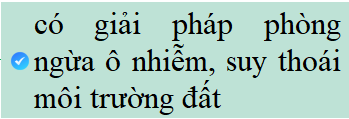 có giải pháp phòng
ngừa ô nhiễm, suy thoái
môi trường đất